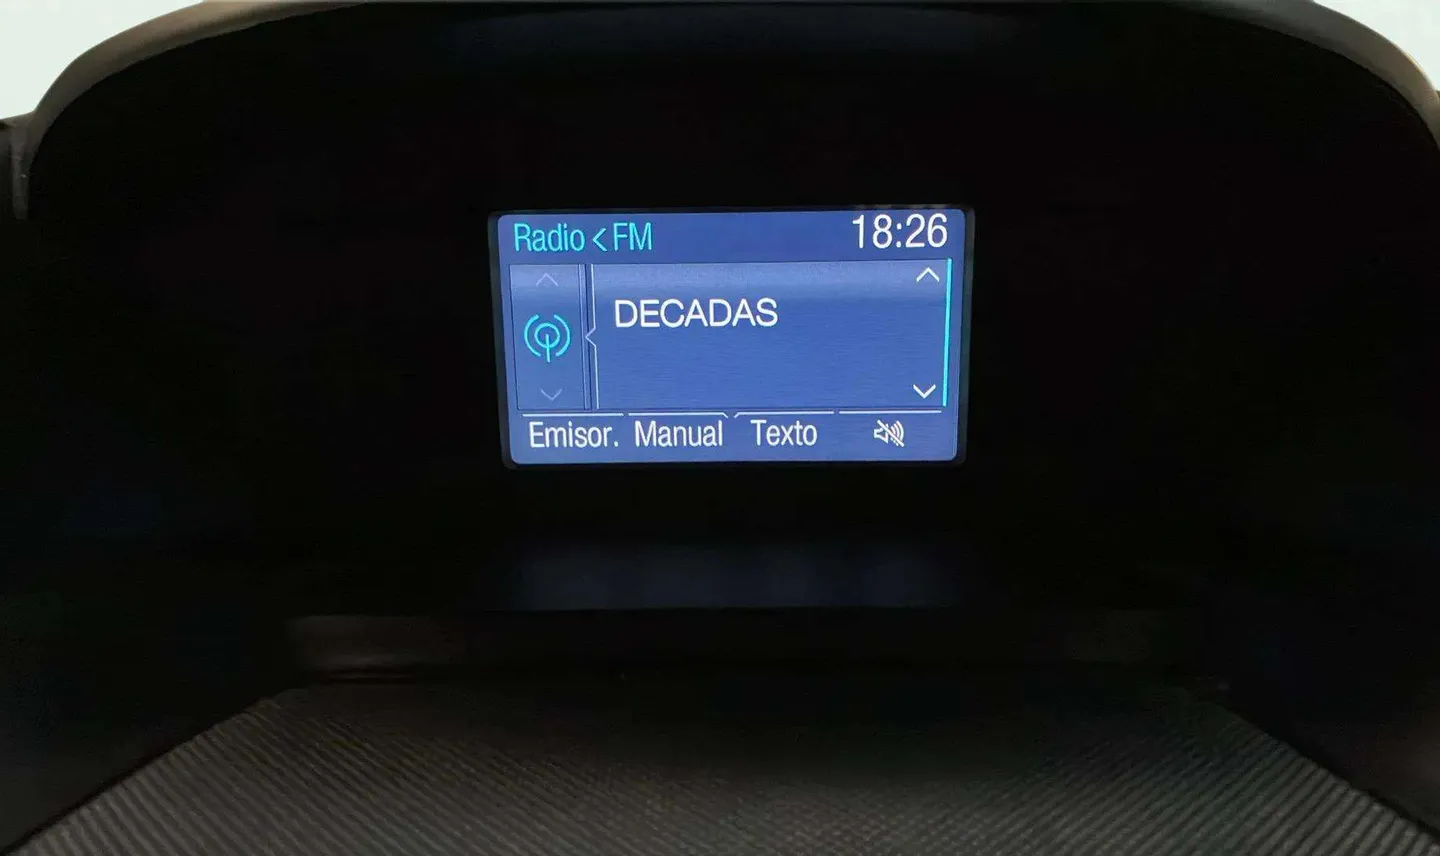 Radio < FM 18:26
DECADAS
Emisor. Manual Texto